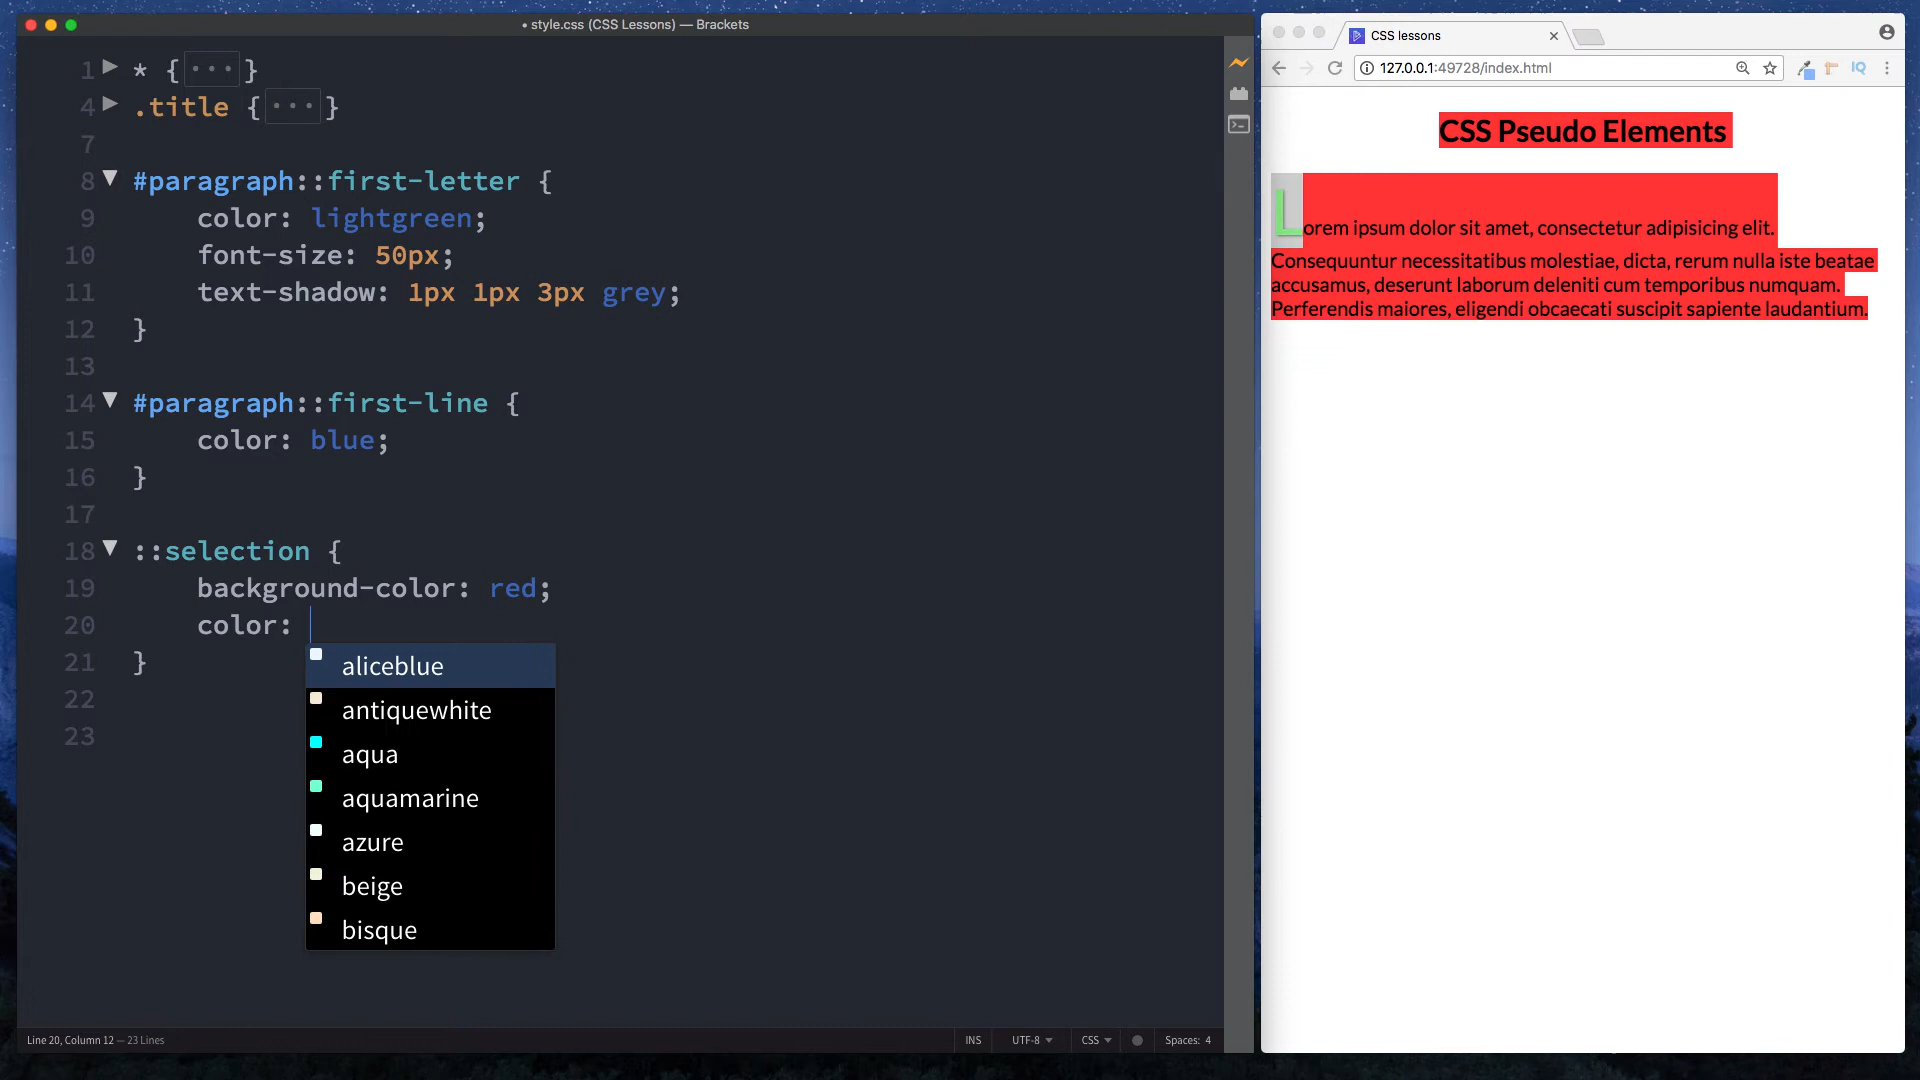 • style.css (CSS Lessons) — Brackets
1 * {...}
4 .title {...}
7
8 #paragraph::first-letter {
9 color: lightgreen;
10 font-size: 50px;
11 text-shadow: 1px 1px 3px grey;
12 }
13
14 #paragraph::first-line {
15 color: blue;
16 }
17
18 ::selection {
19 background-color: red;
20 color:
21 }
22
23
aliceblue
antiquewhite
aqua
aquamarine
azure
beige
bisque
Line 20, Column 12 — 23 Lines
INS UTF-8 CSS Spaces: 4
CSS lessons
127.0.0.1:49728/index.html
IQ
CSS Pseudo Elements
Lorem ipsum dolor sit amet, consectetur adipisicing elit.
Consequuntur necessitatibus molestiae, dicta, rerum nulla iste beatae
accusamus, deserunt laborum deleniti cum temporibus numquam.
Perferendis maiores, eligendi obcaecati suscipit sapiente laudantium.